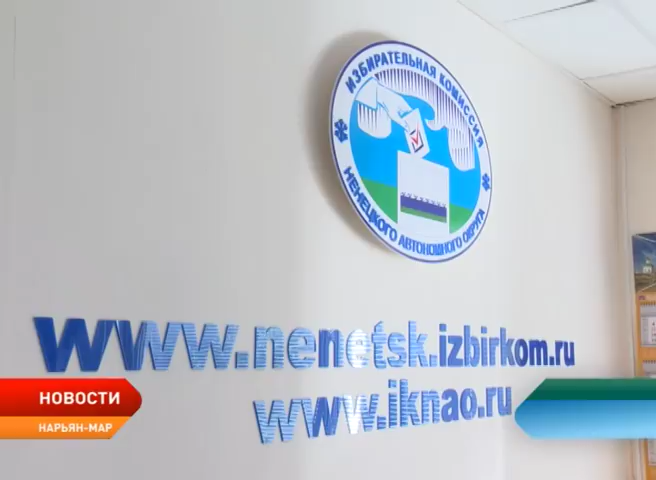 ИЗБИРАТЕЛЬНАЯ КОМИССИЯ
НЕНЕЦКОГО АВТОНОМНОГО ОКРУГА
www.nenetsk.izbirkom.ru
www.iknao.ru
НОВОСТИ
НАРЬЯН-МАР